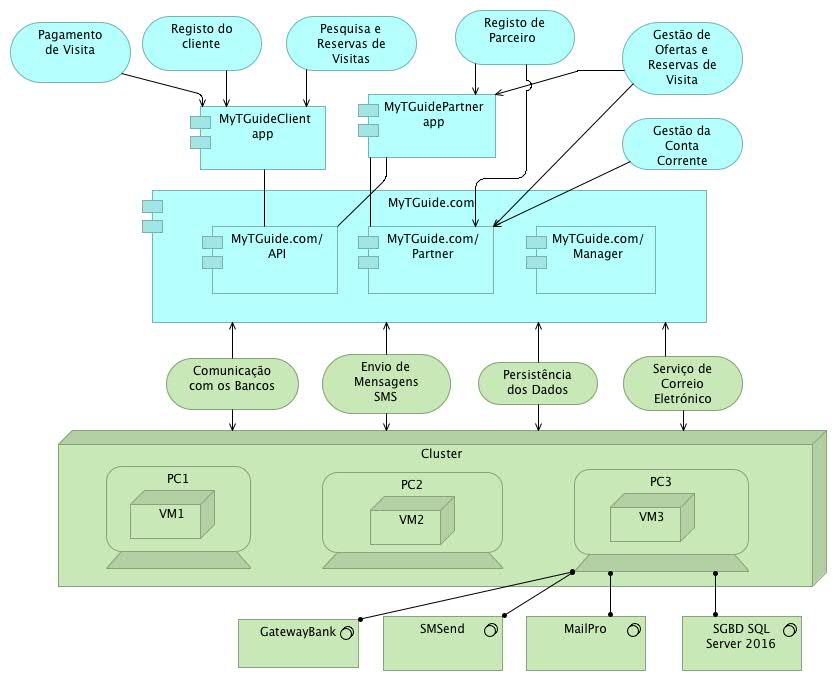 Pagamento
de Visita
Registo do
cliente
Pesquisa e
Reservas de
Visitas
Registo de
Parceiro
Gestão de
Ofertas e
Reservas de
Visita
MyTGuideClient
app
MyTGuidePartner
app
Gestão da
Conta
Corrente
MyTGuide.com
MyTGuide.com/
API
MyTGuide.com/
Partner
MyTGuide.com/
Manager
Comunicação
com os Bancos
Envio de
Mensagens
SMS
Persistência
dos Dados
Serviço de
Correio
Eletrónico
Cluster
PC1
VM1
PC2
VM2
PC3
VM3
GatewayBank
SMSend
MailPro
SGBD SQL
Server 2016